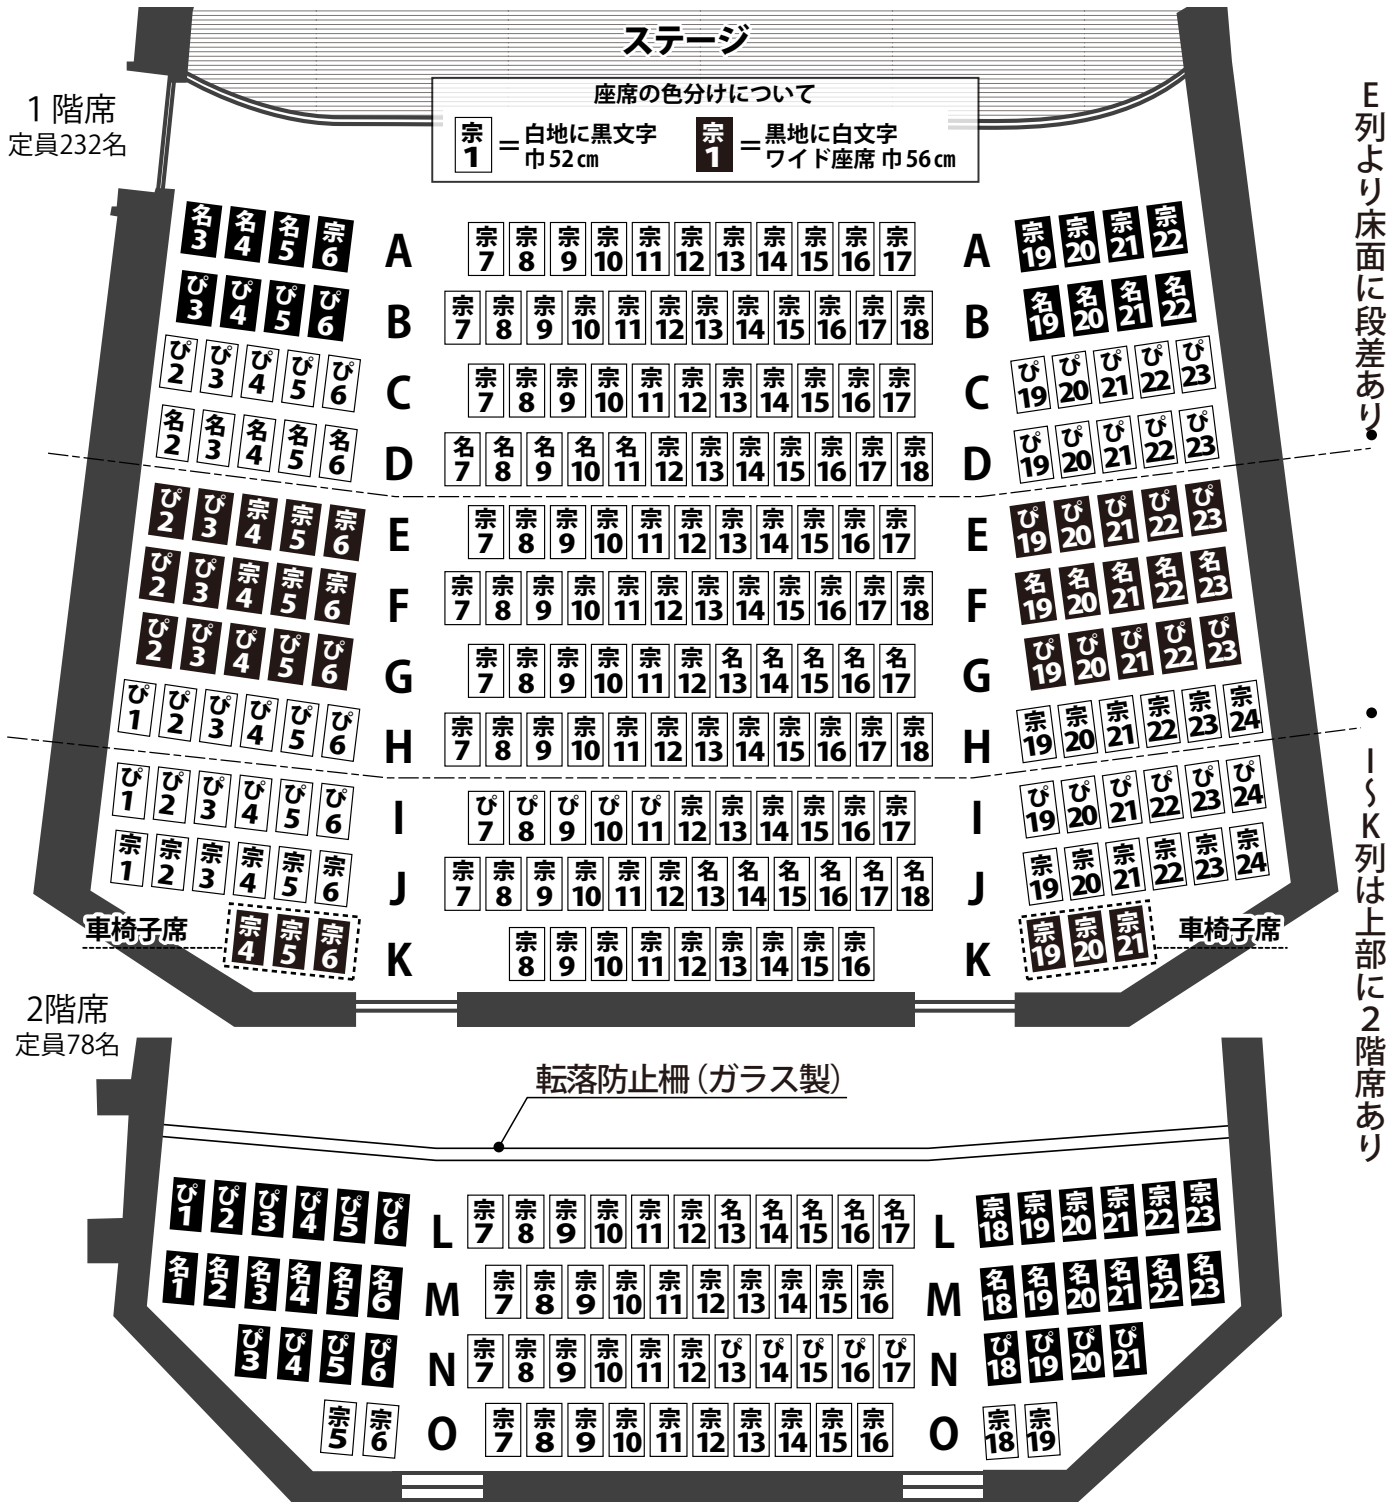 ステージ
1階席
定員232名
座席の色分けについて
宗1＝白地に黒文字 巾52㎝
宗1＝黒地に白文字 ワイド座席 巾56㎝
E列より床面に段差あり
名3 名4 名5 宗6 A 宗7 宗8 宗9 宗10 宗11 宗12 宗13 宗14 宗15 宗16 宗17 A 宗19 宗20 宗21 宗22
ぴ3 ぴ4 ぴ5 ぴ6 B 宗7 宗8 宗9 宗10 宗11 宗12 宗13 宗14 宗15 宗16 宗17 宗18 B 名19 名20 名21 名22
ぴ2 ぴ3 ぴ4 ぴ5 ぴ6 C 宗7 宗8 宗9 宗10 宗11 宗12 宗13 宗14 宗15 宗16 宗17 C ぴ19 ぴ20 ぴ21 ぴ22 ぴ23
名2 名3 名4 名5 名6 D 名7 名8 名9 名10 名11 宗12 宗13 宗14 宗15 宗16 宗17 宗18 D ぴ19 ぴ20 ぴ21 ぴ22 ぴ23
ぴ2 ぴ3 宗4 宗5 宗6 E 宗7 宗8 宗9 宗10 宗11 宗12 宗13 宗14 宗15 宗16 宗17 E ぴ19 ぴ20 ぴ21 ぴ22 ぴ23
ぴ2 ぴ3 宗4 宗5 宗6 F 宗7 宗8 宗9 宗10 宗11 宗12 宗13 宗14 宗15 宗16 宗17 宗18 F 名19 名20 名21 名22 名23
ぴ2 ぴ3 ぴ4 ぴ5 ぴ6 G 宗7 宗8 宗9 宗10 宗11 宗12 名13 名14 名15 名16 名17 G ぴ19 ぴ20 ぴ21 ぴ22 ぴ23
ぴ1 ぴ2 ぴ3 ぴ4 ぴ5 ぴ6 H 宗7 宗8 宗9 宗10 宗11 宗12 宗13 宗14 宗15 宗16 宗17 宗18 H 宗19 宗20 宗21 宗22 宗23 宗24
I～K列は上部に2階席あり
ぴ1 ぴ2 ぴ3 ぴ4 ぴ5 ぴ6 I ぴ7 ぴ8 ぴ9 ぴ10 ぴ11 宗12 宗13 宗14 宗15 宗16 宗17 I ぴ19 ぴ20 ぴ21 ぴ22 ぴ23 ぴ24
宗1 宗2 宗3 宗4 宗5 宗6 J 宗7 宗8 宗9 宗10 宗11 宗12 名13 名14 名15 名16 名17 名18 J 宗19 宗20 宗21 宗22 宗23 宗24
車椅子席 宗4 宗5 宗6 K 宗8 宗9 宗10 宗11 宗12 宗13 宗14 宗15 宗16 K 宗19 宗20 宗21 車椅子席
2階席
定員78名
転落防止柵（ガラス製）
ぴ1 ぴ2 ぴ3 ぴ4 ぴ5 ぴ6 L 宗7 宗8 宗9 宗10 宗11 宗12 名13 名14 名15 名16 名17 L 宗18 宗19 宗20 宗21 宗22 宗23
名1 名2 名3 名4 名5 名6 M 宗7 宗8 宗9 宗10 宗11 宗12 宗13 宗14 宗15 宗16 M 名18 名19 名20 名21 名22 名23
ぴ3 ぴ4 ぴ5 ぴ6 N 宗7 宗8 宗9 宗10 宗11 宗12 ぴ13 ぴ14 ぴ15 ぴ16 ぴ17 N ぴ18 ぴ19 ぴ20 ぴ21
宗5 宗6 O 宗7 宗8 宗9 宗10 宗11 宗12 宗13 宗14 宗15 宗16 O 宗18 宗19